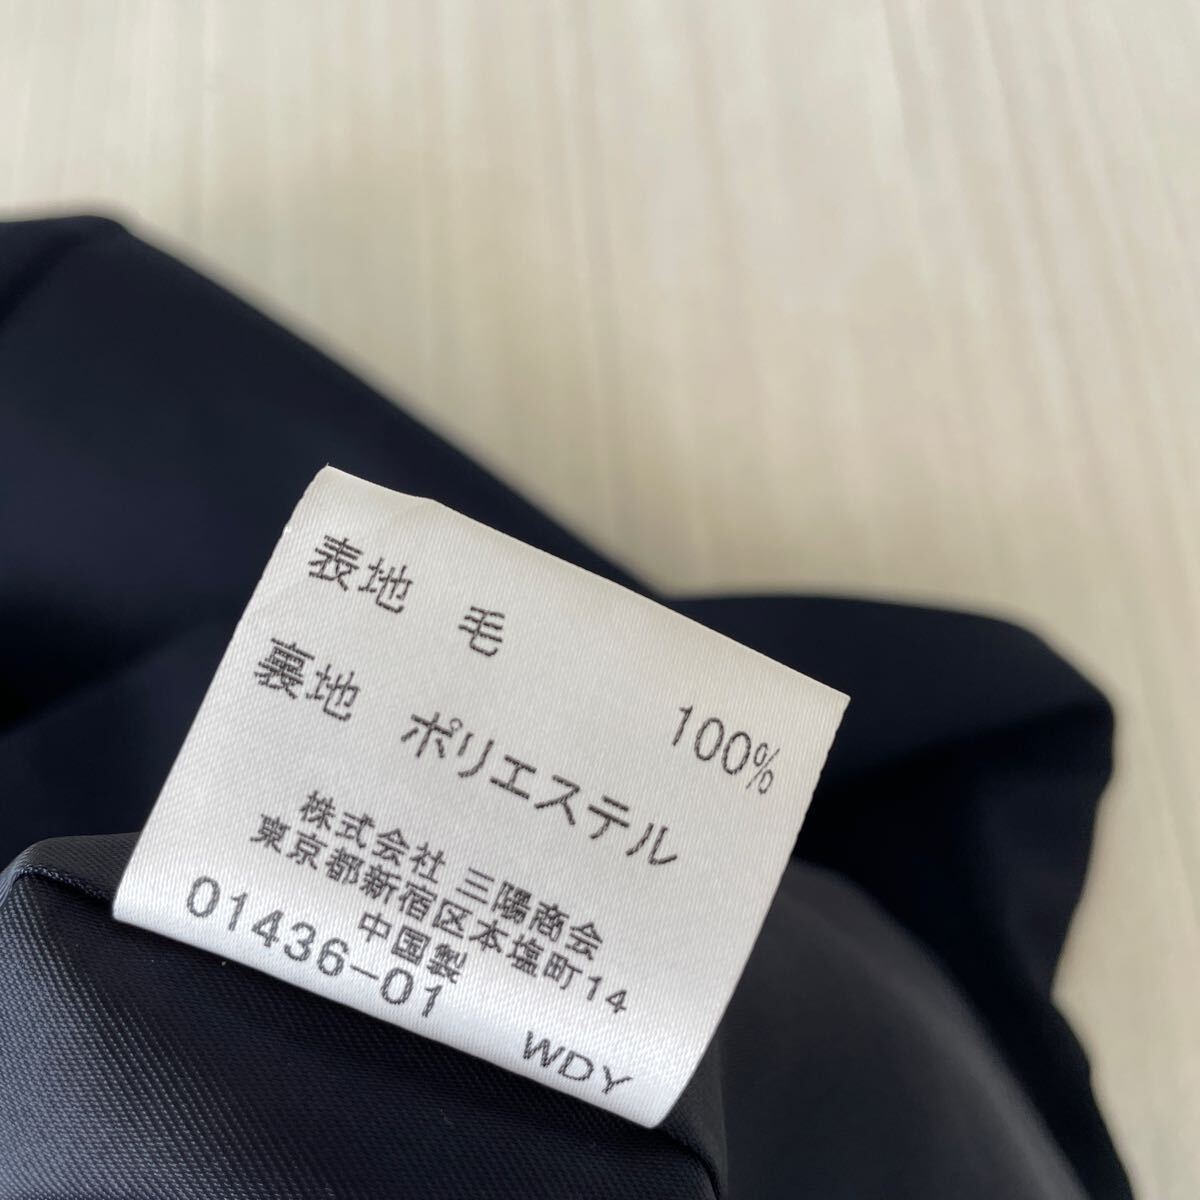 表地 毛 100%
裏地 ポリエステル
株式会社 三陽商会
東京都新宿区本塩町14
中国製
01436-01 WDY